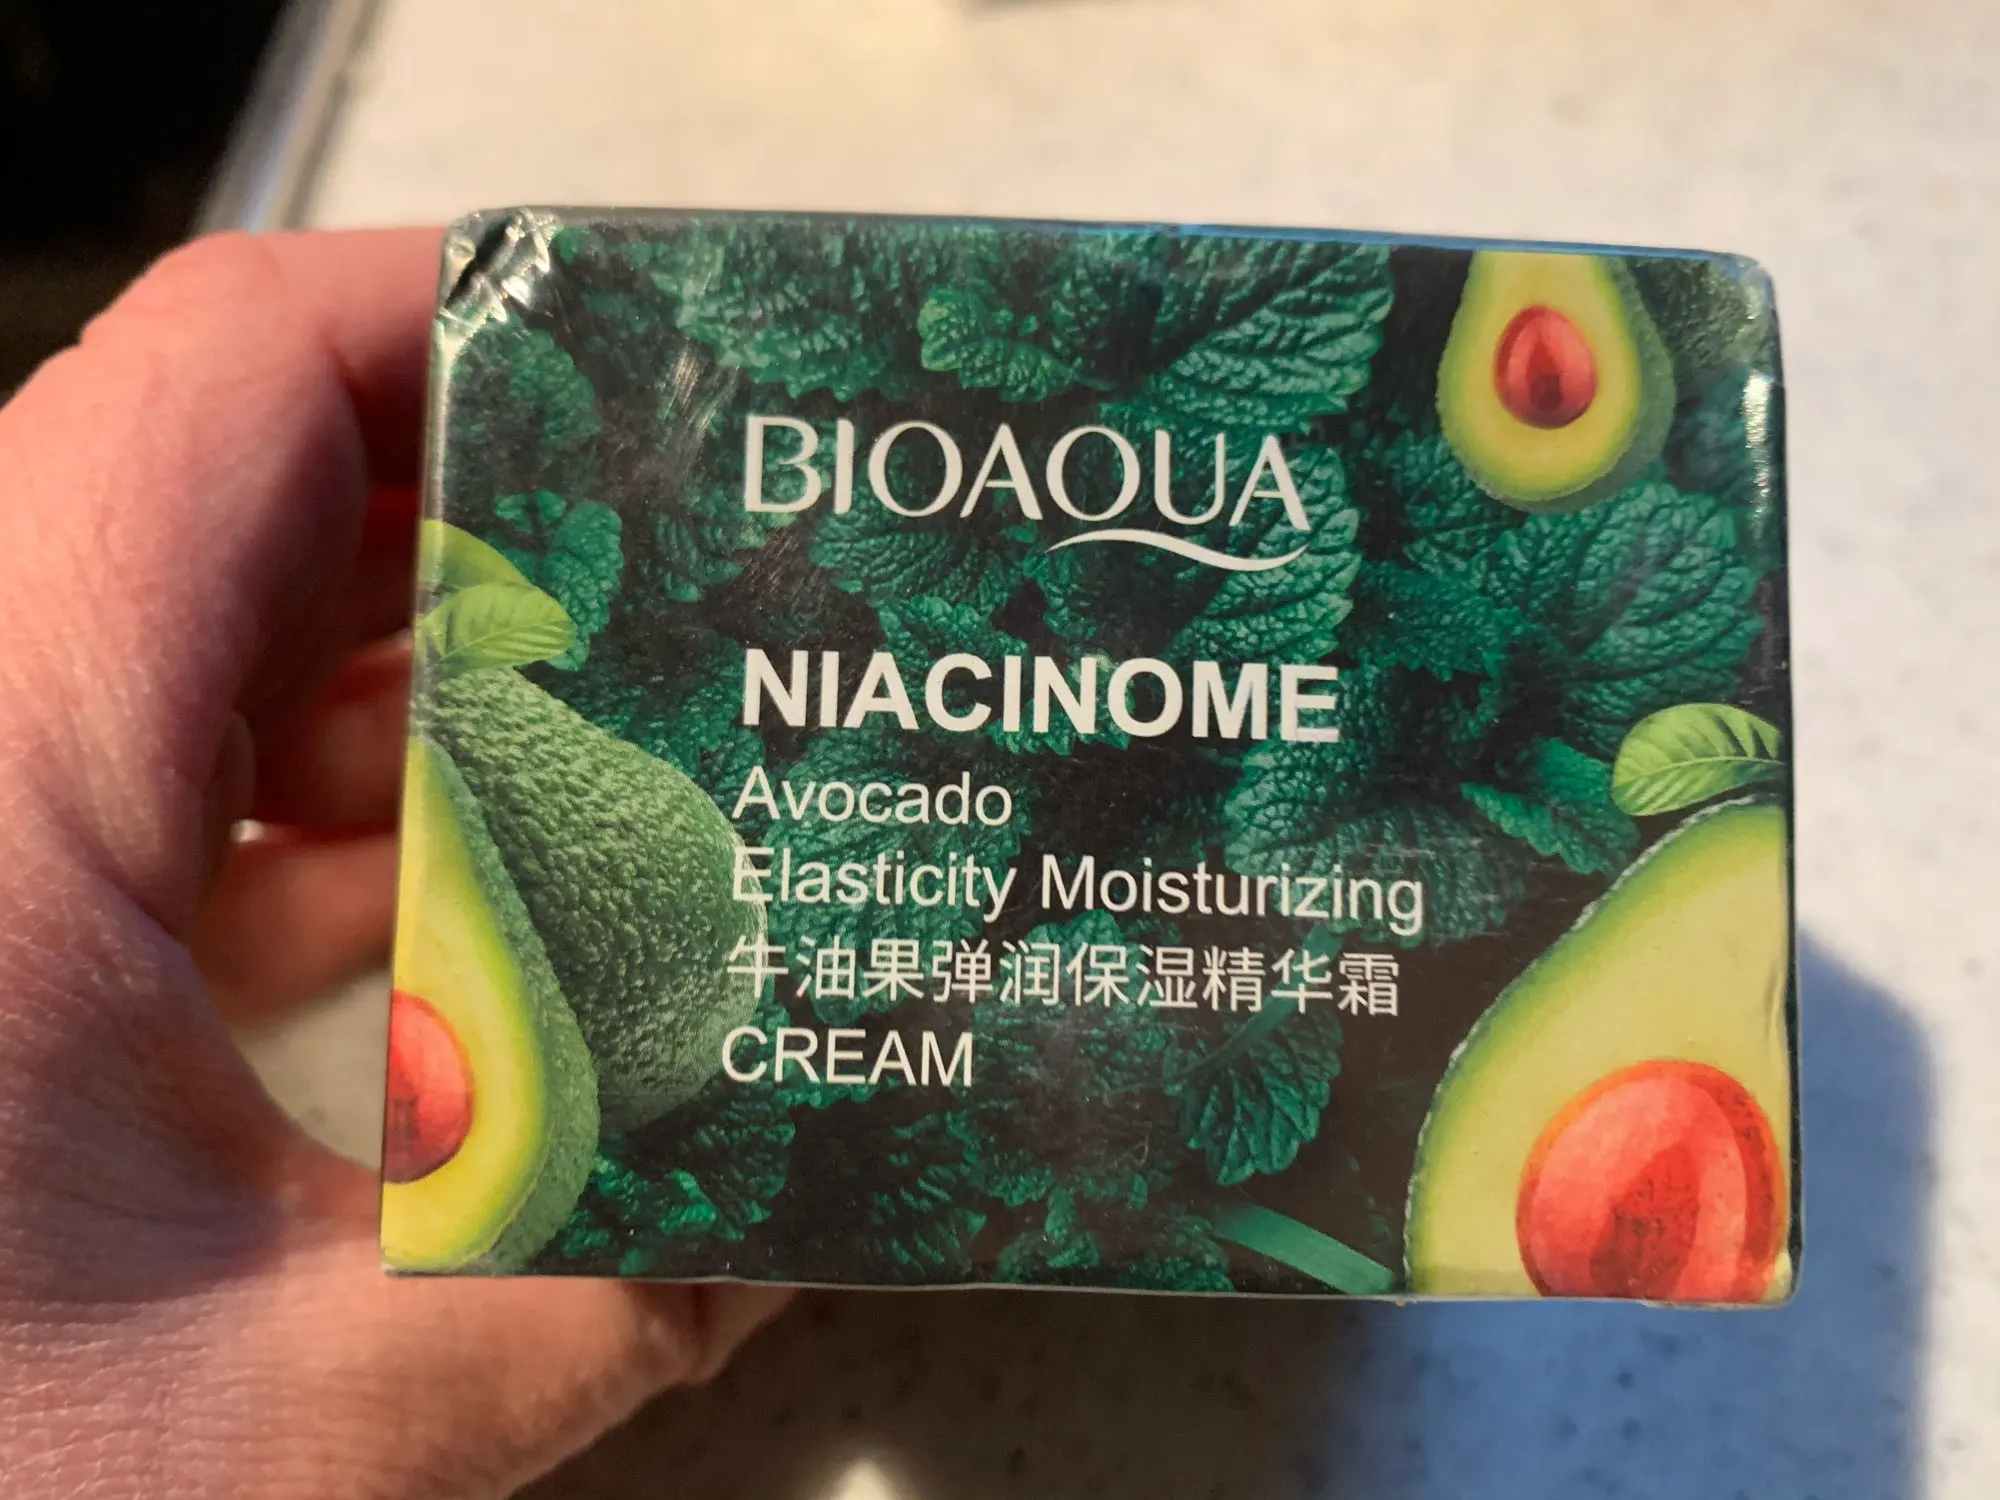 BIOAQUA
NIACINOME
Avocado
Elasticity Moisturizing
牛油果弹润保湿精华霜
CREAM